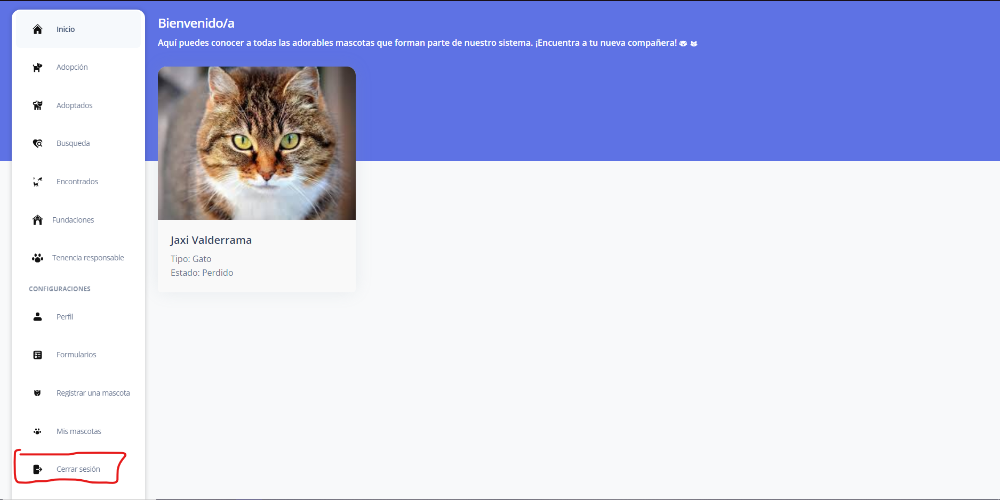 Inicio
Adopción
Adoptados
Busqueda
Encontrados
Fundaciones
Tenencia responsable
CONFIGURACIONES
Perfil
Formularios
Registrar una mascota
Mis mascotas
Cerrar sesión
Bienvenido/a
Aquí puedes conocer a todas las adorables mascotas que forman parte de nuestro sistema. ¡Encuentra a tu nueva compañera!
Jaxi Valderrama
Tipo: Gato
Estado: Perdido